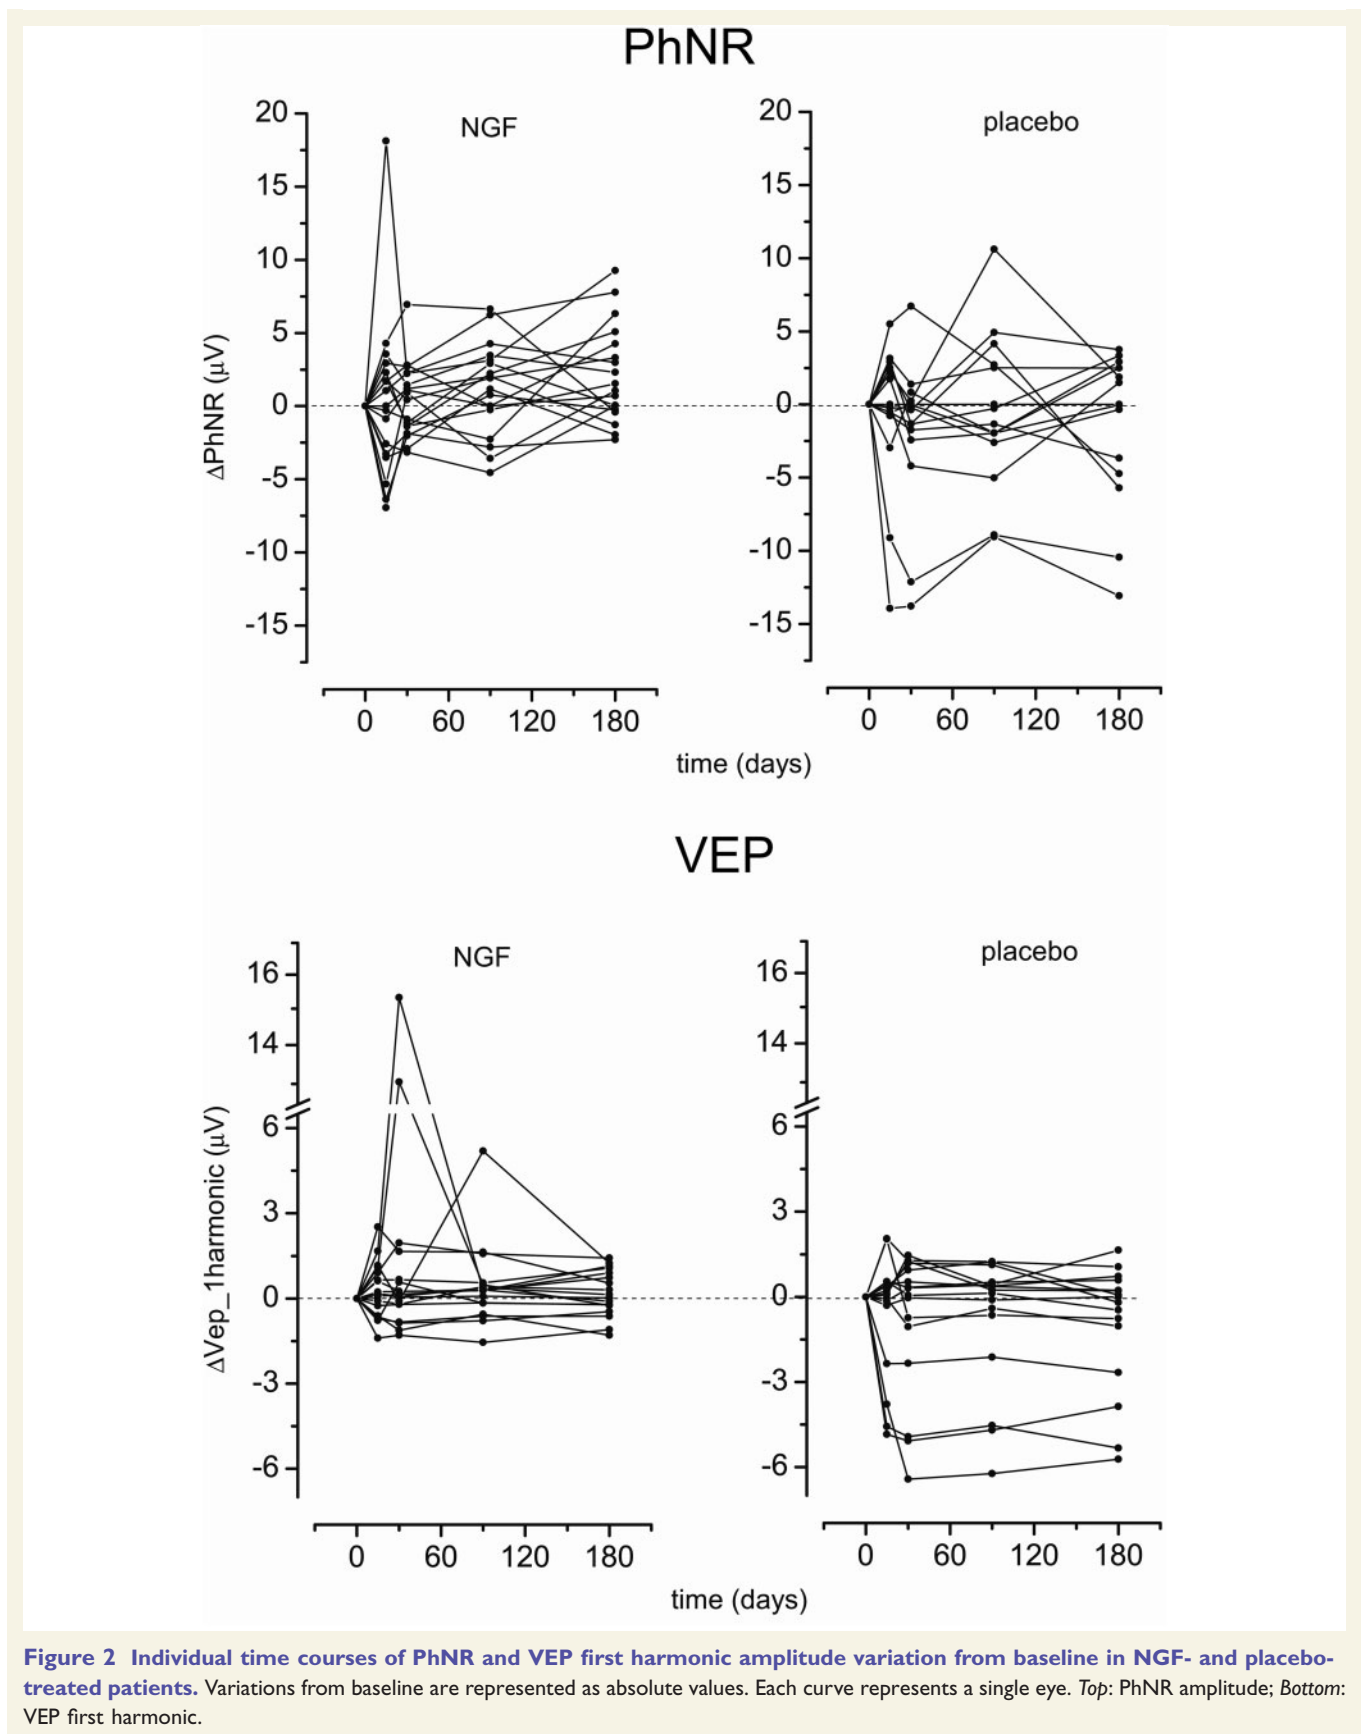 PhNR
NGF
placebo
20
15
10
5
0
-5
-10
-15
ΔPhNR (μV)
0 60 120 180
20
15
10
5
0
-5
-10
-15
0 60 120 180
time (days)
VEP
NGF
placebo
16
14
6
3
0
-3
-6
ΔVep_1harmonic (μV)
0 60 120 180
16
14
6
3
0
-3
-6
0 60 120 180
time (days)
Figure 2 Individual time courses of PhNR and VEP first harmonic amplitude variation from baseline in NGF- and placebo-
treated patients. Variations from baseline are represented as absolute values. Each curve represents a single eye. Top: PhNR amplitude; Bottom:
VEP first harmonic.